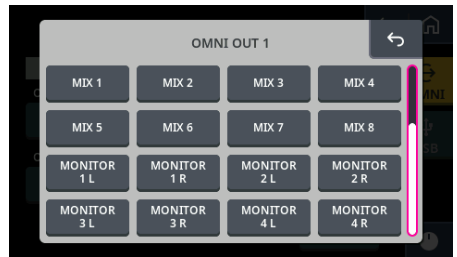 OMNI OUT 1
MIX 1 MIX 2 MIX 3 MIX 4
MIX 5 MIX 6 MIX 7 MIX 8
MONITOR MONITOR MONITOR MONITOR
1 L 1 R 2 L 2 R
MONITOR MONITOR MONITOR MONITOR
3 L 3 R 4 L 4 R